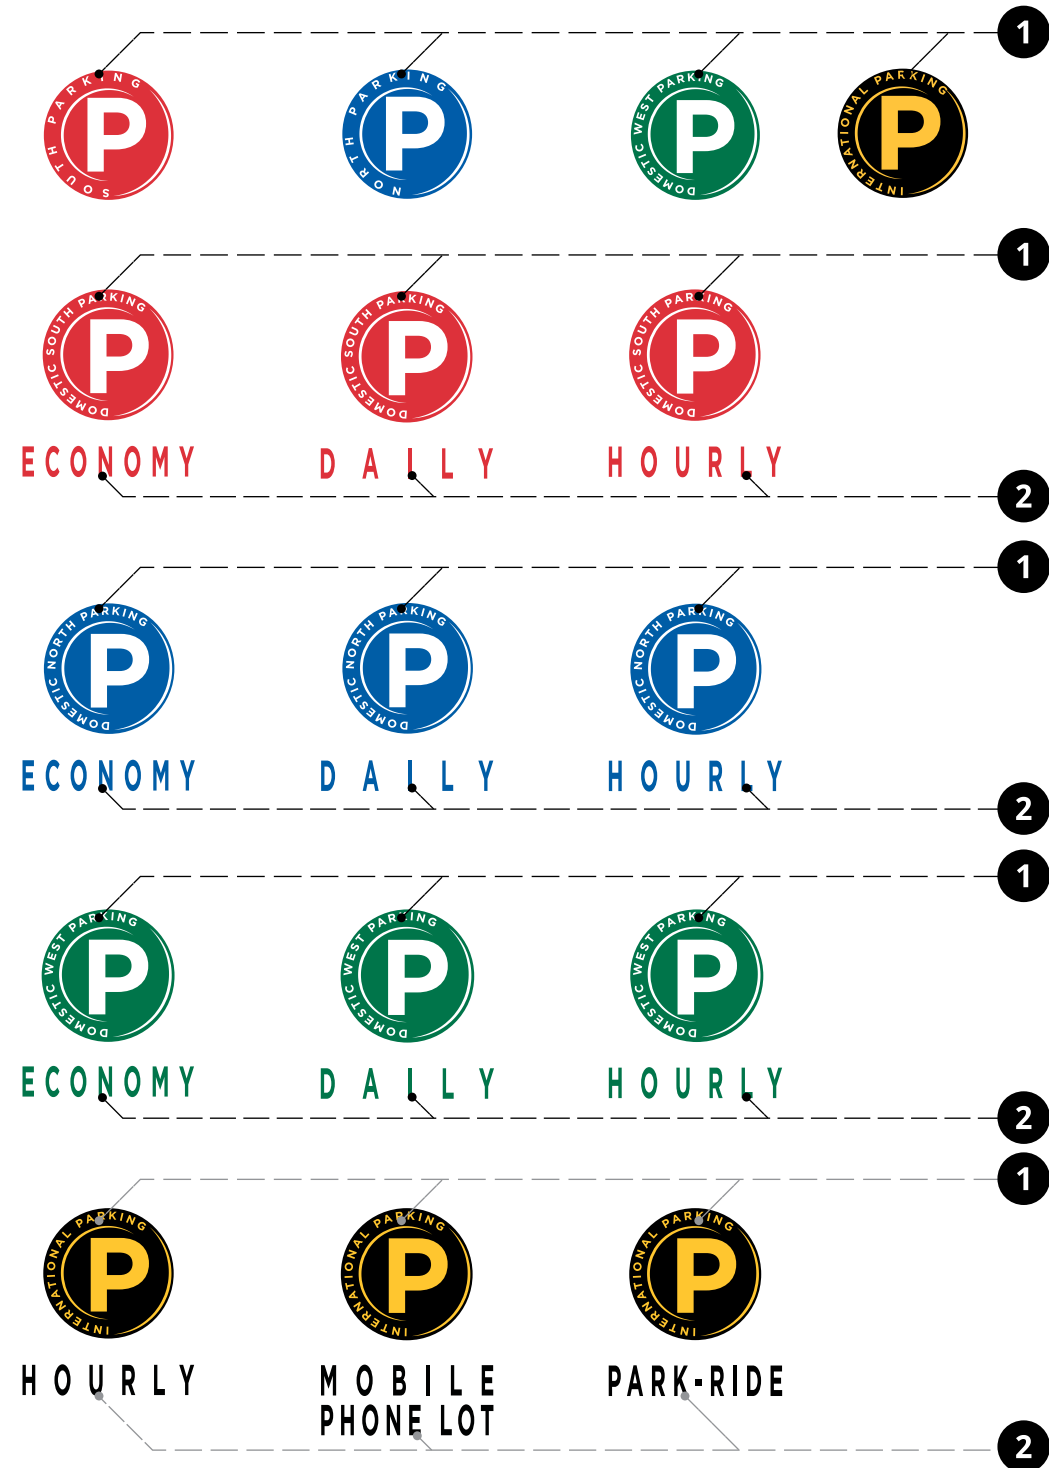 1
SOUTH PARKING P
NORTH PARKING P
DOMESTIC WEST PARKING P
INTERNATIONAL PARKING P
1
DOMESTIC SOUTH PARKING P
DOMESTIC SOUTH PARKING P
DOMESTIC SOUTH PARKING P
ECONOMY DAILY HOURLY
2
1
DOMESTIC NORTH PARKING P
DOMESTIC NORTH PARKING P
DOMESTIC NORTH PARKING P
ECONOMY DAILY HOURLY
2
1
DOMESTIC WEST PARKING P
DOMESTIC WEST PARKING P
DOMESTIC WEST PARKING P
ECONOMY DAILY HOURLY
2
1
INTERNATIONAL PARKING P
INTERNATIONAL PARKING P
INTERNATIONAL PARKING P
HOURLY
MOBILE
PHONE LOT
PARK-RIDE
2